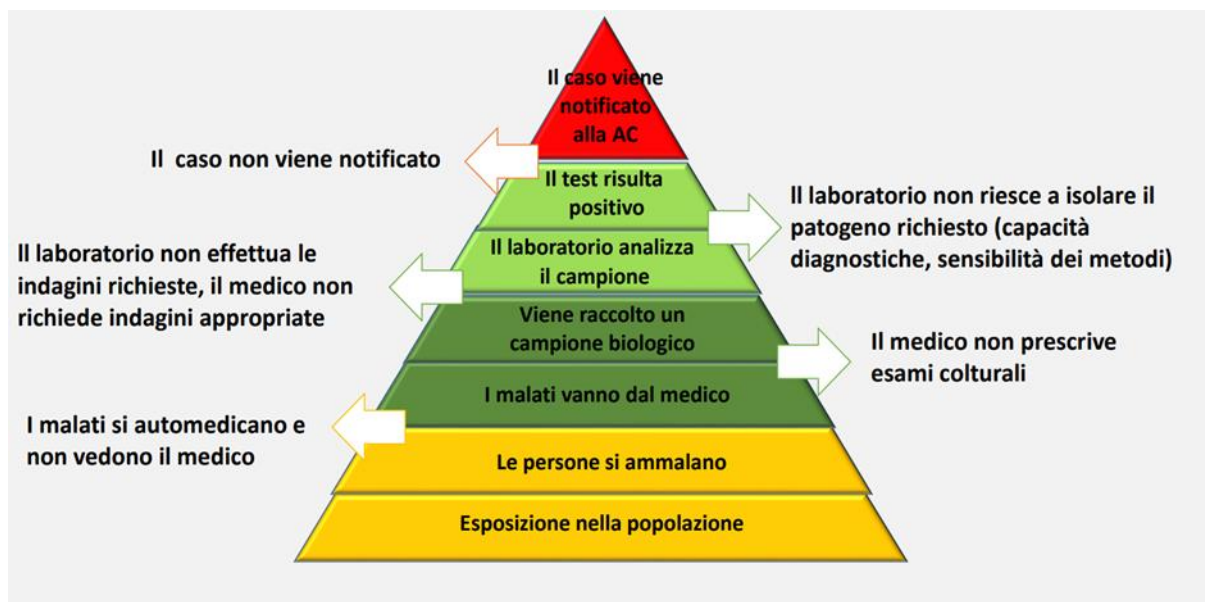 Il caso viene
notificato
alla AC
Il caso non viene notificato
Il test risulta
positivo
Il laboratorio non riesce a isolare il
patogeno richiesto (capacità
diagnostiche, sensibilità dei metodi)
Il laboratorio analizza
il campione
Il laboratorio non effettua le
indagini richieste, il medico non
richiede indagini appropriate
Viene raccolto un
campione biologico
Il medico non prescrive
esami colturali
I malati vanno dal medico
I malati si automedicano e
non vedono il medico
Le persone si ammalano
Esposizione nella popolazione